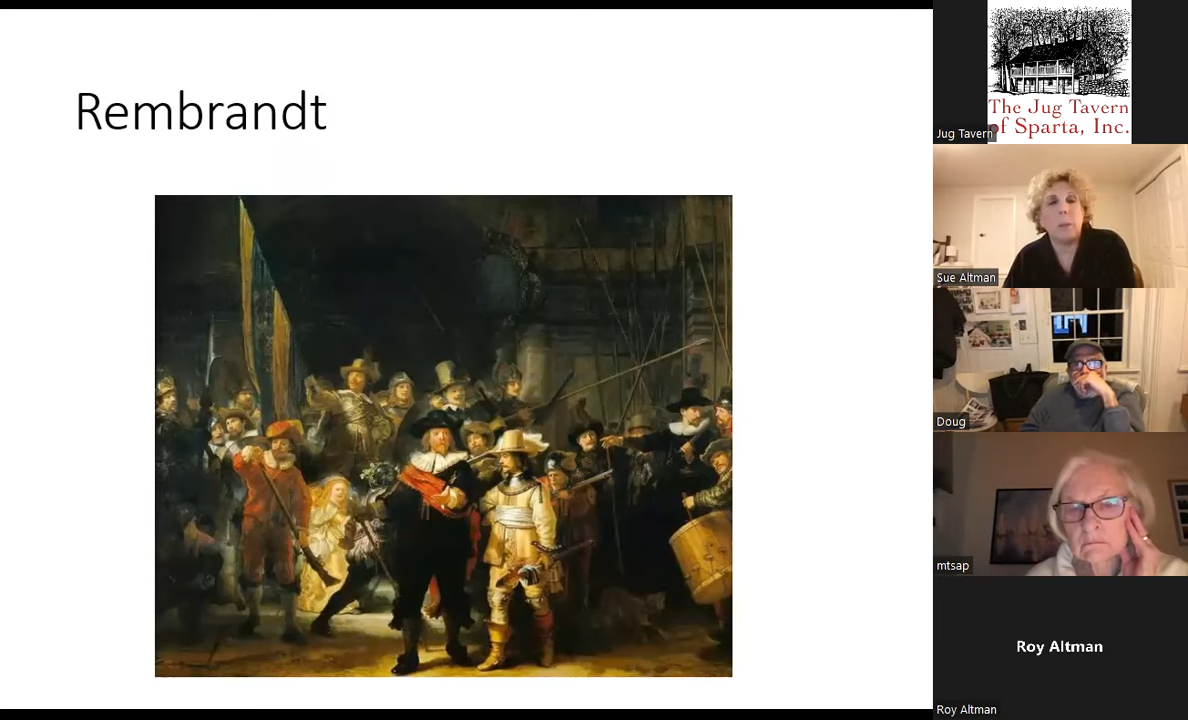 Rembrandt
The Jug Tavern
of Sparta, Inc.
Jug Tavern
Sue Altman
Doug
mtsap
Roy Altman
Roy Altman